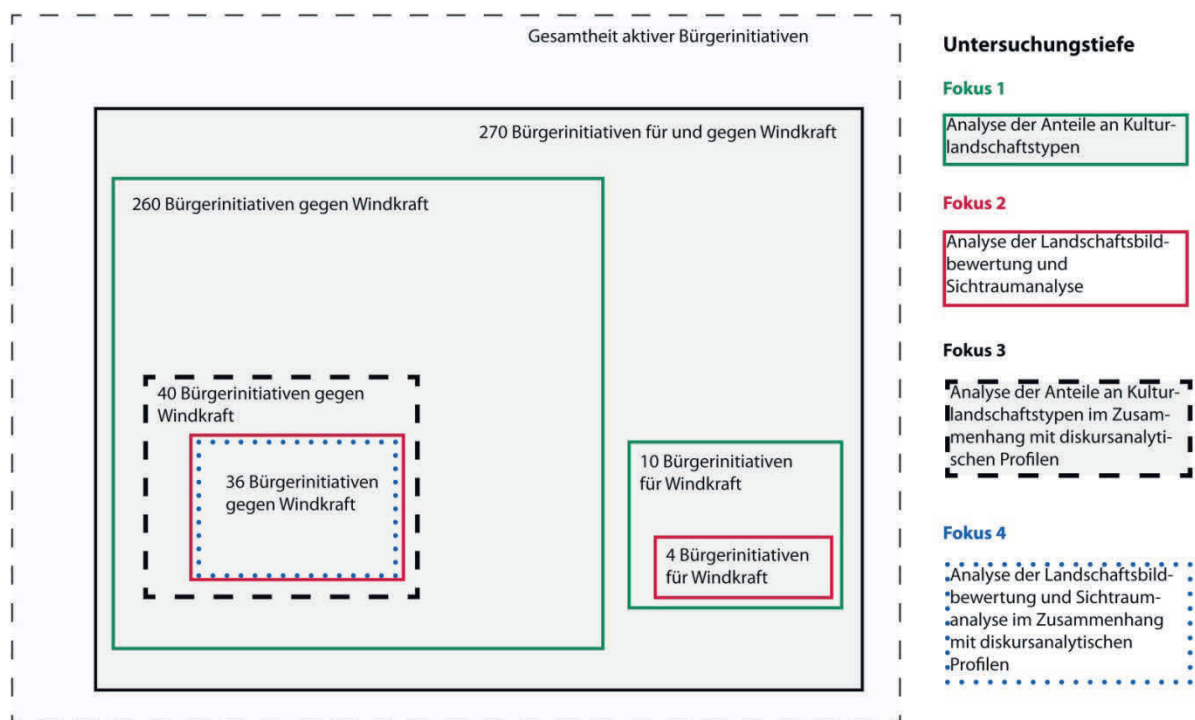 Gesamtheit aktiver Bürgerinitiativen
270 Bürgerinitiativen für und gegen Windkraft
260 Bürgerinitiativen gegen Windkraft
40 Bürgerinitiativen gegen
Windkraft
36 Bürgerinitiativen
gegen Windkraft
10 Bürgerinitiativen
für Windkraft
4 Bürgerinitiativen
für Windkraft
Untersuchungstiefe
Fokus 1
Analyse der Anteile an Kultur-
landschaftstypen
Fokus 2
Analyse der Landschaftsbild-
bewertung und
Sichtraumanalyse
Fokus 3
Analyse der Anteile an Kultur-
landschaftstypen im Zusam-
menhang mit diskursanalyti-
schen Profilen
Fokus 4
Analyse der Landschaftsbild-
bewertung und Sichtraum-
analyse im Zusammenhang
mit diskursanalytischen
Profilen